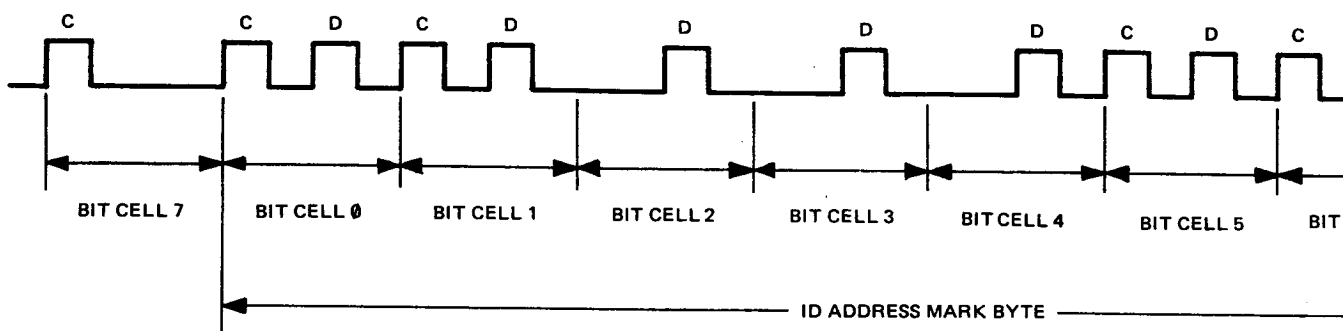 C C D C D D D D C D C
BIT CELL 7 BIT CELL 0 BIT CELL 1 BIT CELL 2 BIT CELL 3 BIT CELL 4 BIT CELL 5 BIT
ID ADDRESS MARK BYTE